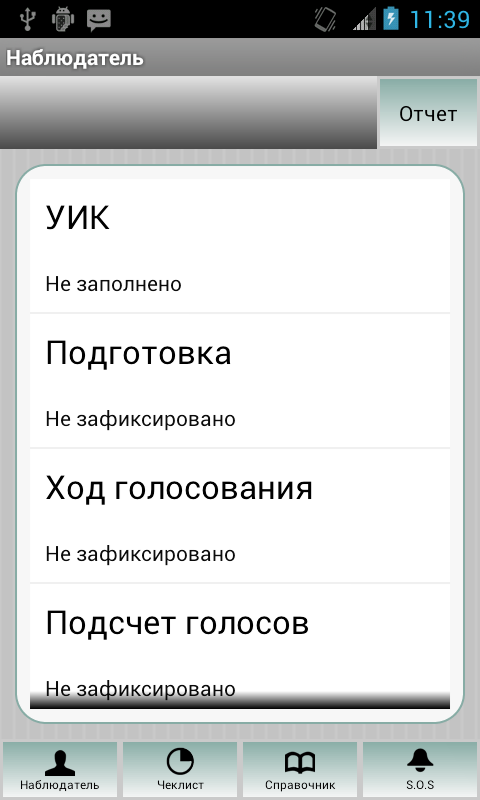 11:39
Наблюдатель
Отчет
УИК
Не заполнено
Подготовка
Не зафиксировано
Ход голосования
Не зафиксировано
Подсчет голосов
Не зафиксировано
Наблюдатель
Чеклист
Справочник
S.O.S